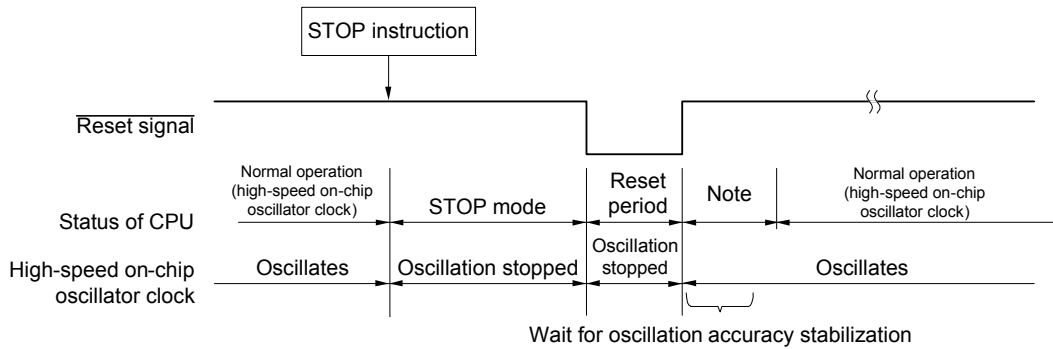 STOP instruction
Reset signal
Normal operation
(high-speed on-chip
oscillator clock)
Reset
period
Normal operation
(high-speed on-chip
oscillator clock)
Status of CPU
STOP mode
Note
High-speed on-chip
oscillator clock
Oscillates
Oscillation stopped
Oscillation
stopped
Oscillates
Wait for oscillation accuracy stabilization